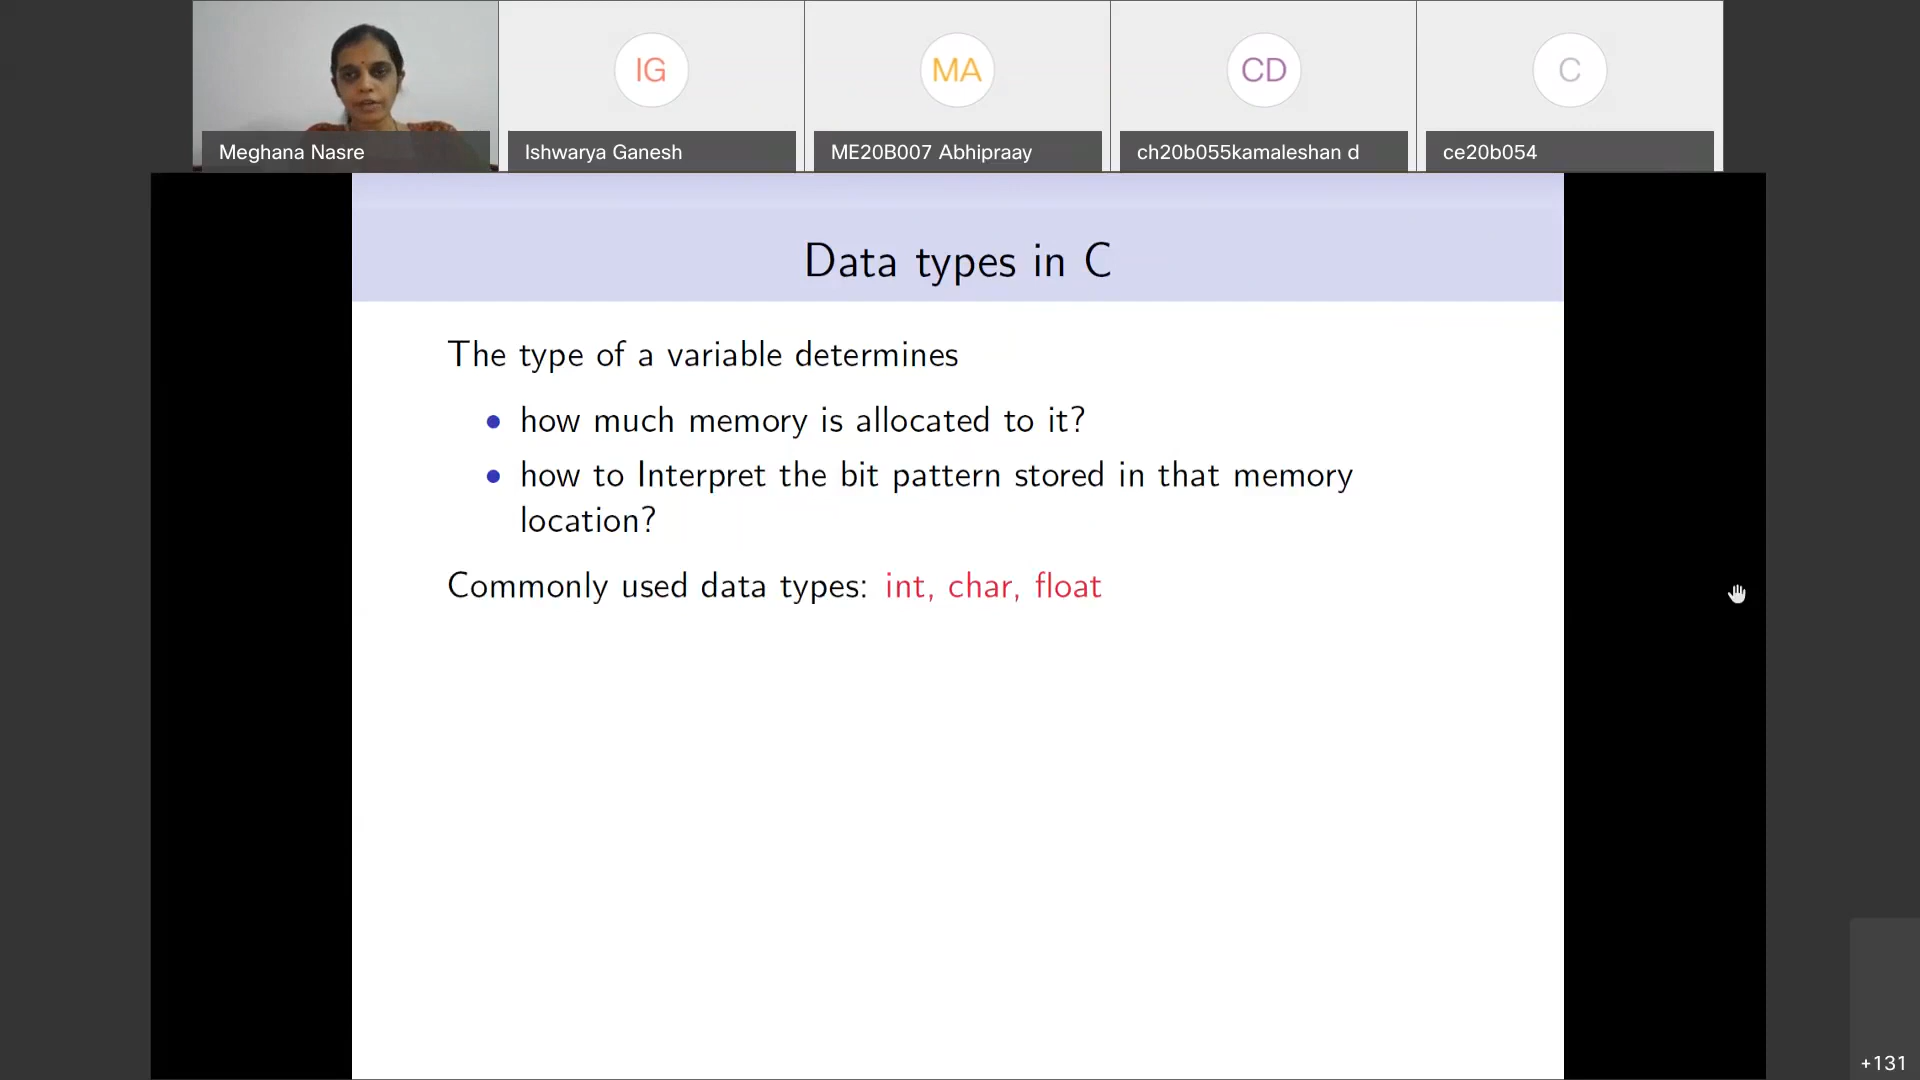 IG
MA
CD
C
Meghana Nasre
Ishwarya Ganesh
ME20B007 Abhipraay
ch20b055kamaleshan d
ce20b054
Data types in C
The type of a variable determines
• how much memory is allocated to it?
• how to Interpret the bit pattern stored in that memory
location?
Commonly used data types: int, char, float
+131